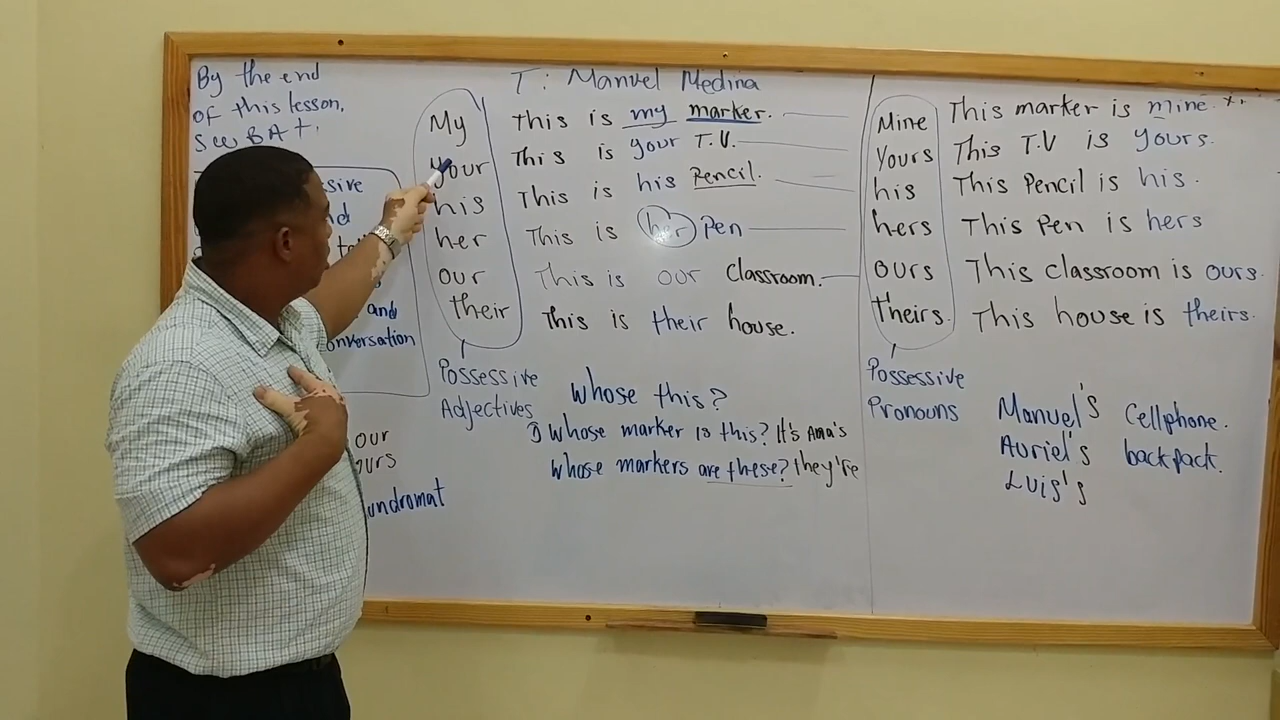 By the end
of this lesson.
SWBAT.
and
onversation
our
ours
undromat
My
your
his
her
our
their
Possessive
Adjectives
T: Manuel Medina
This is my marker.
This is your T.V.
This is his Pencil.
This is her Pen
This is our classroom.
This is their house.
Whose this?
1) Whose marker is this? It's Ana's
Whose markers are these? They're
Mine
Yours
his
hers
ours
Theirs.
Possessive
Pronouns
This marker is mine.
This T.V is yours.
This Pencil is his.
This Pen is hers
This classroom is ours.
This house is theirs.
Manuel's cellphone.
Auriel's backpack.
Luis's